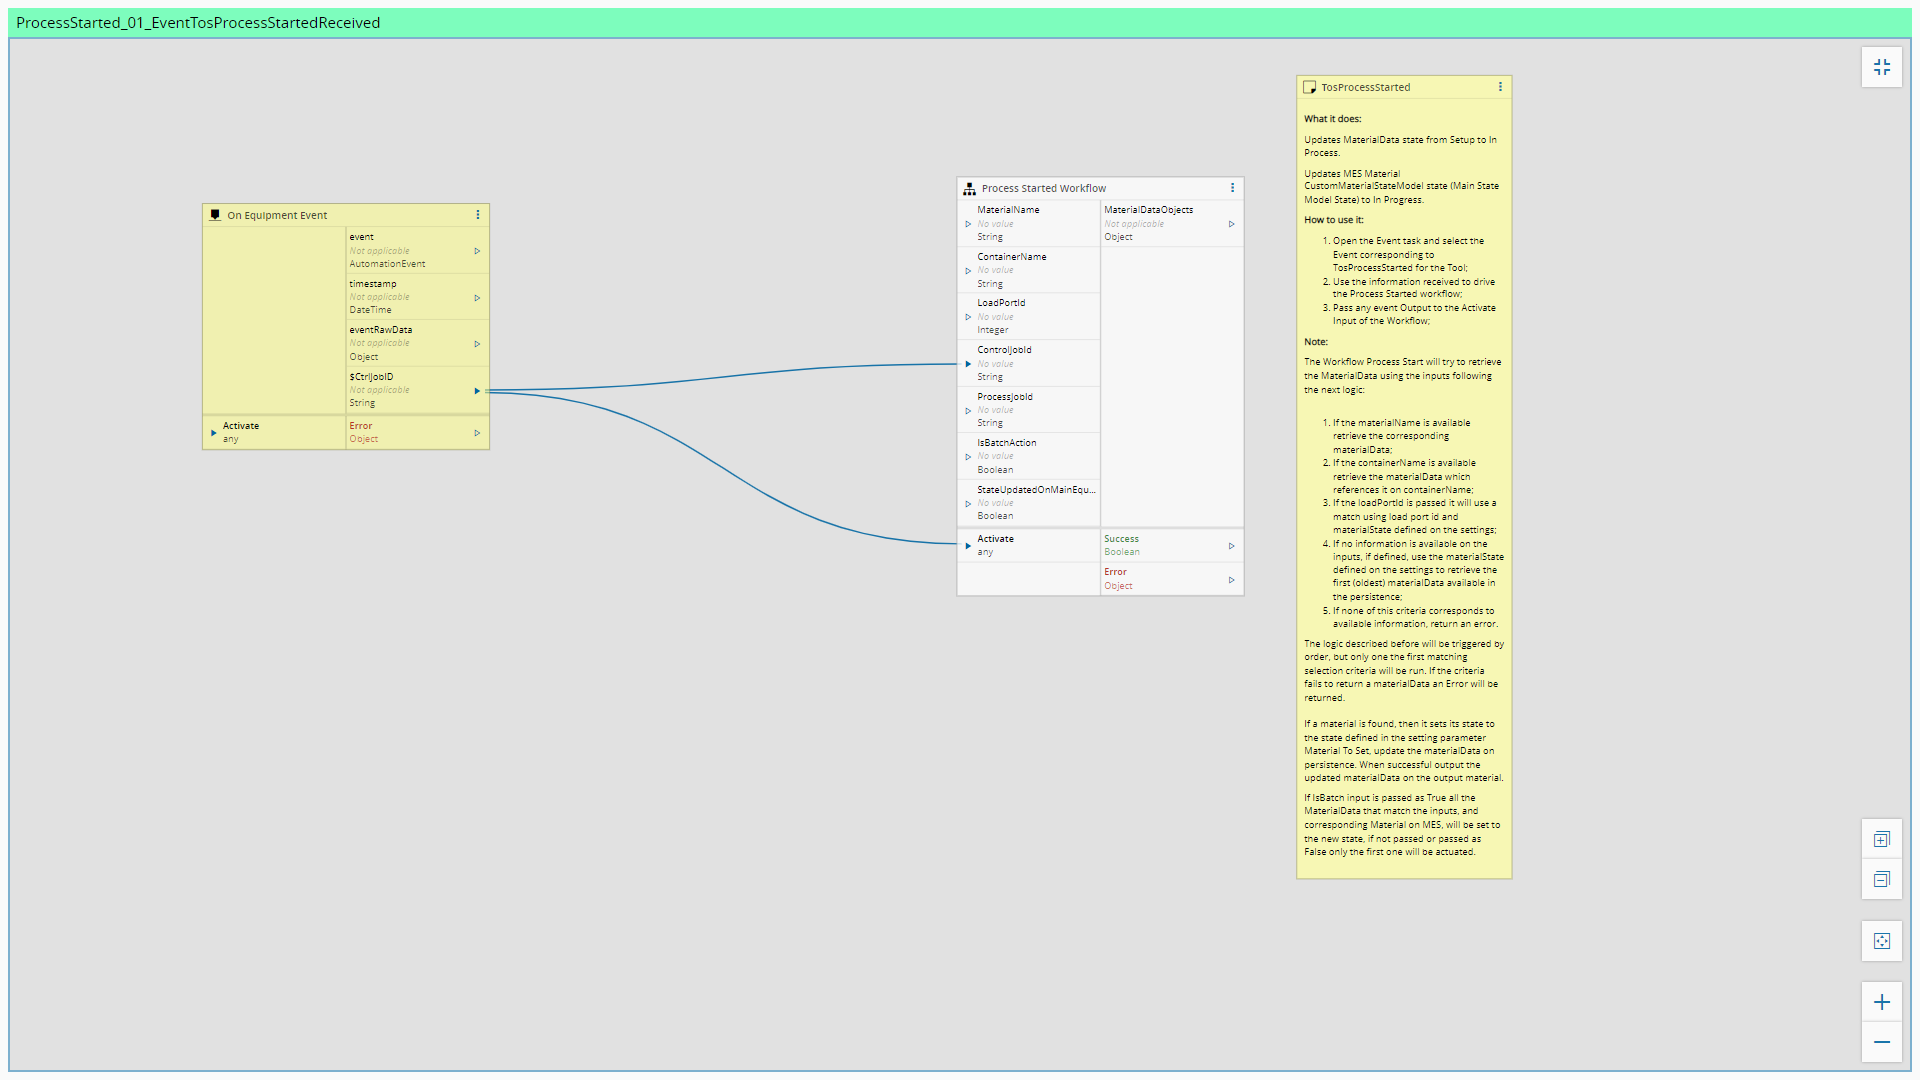 ProcessStarted_01_EventTosProcessStartedReceived
On Equipment Event
event
Not applicable
AutomationEvent
timestamp
Not applicable
DateTime
eventRawData
Not applicable
Object
$CtrlJobID
Not applicable
String
Activate
any
Error
Object
Process Started Workflow
MaterialName
No value
String
ContainerName
No value
String
LoadPortId
No value
Integer
ControlJobId
No value
String
ProcessJobId
No value
String
IsBatchAction
No value
Boolean
StateUpdatedOnMainEqu...
No value
Boolean
MaterialDataObjects
Not applicable
Object
Activate
any
Success
Boolean
Error
Object
TosProcessStarted
What it does:
Updates MaterialData state from Setup to In
Process.
Updates MES Material
CustomMaterialStateModel state (Main State
Model State) to In Progress.
How to use it:
1. Open the Event task and select the
Event corresponding to
TosProcessStarted for the Tool;
2. Use the information received to drive
the Process Started workflow;
3. Pass any event Output to the Activate
Input of the Workflow;
Note:
The Workflow Process Start will try to retrieve
the MaterialData using the inputs following
the next logic:
1. If the materialName is available
retrieve the corresponding
materialData;
2. If the containerName is available
retrieve the materialData which
references it on containerName;
3. If the loadPortId is passed it will use a
match using load port id and
materialState defined on the settings;
4. If no information is available on the
inputs, if defined, use the materialState
defined on the settings to retrieve the
first (oldest) materialData available in
the persistence;
5. If none of this criteria corresponds to
available information, return an error.
The logic described before will be triggered by
order, but only one the first matching
selection criteria will be run. If the criteria
fails to return a materialData an Error will be
returned.
If a material is found, then it sets its state to
the state defined in the setting parameter
Material To Set, update the materialData on
persistence. When successful output the
updated materialData on the output material.
If IsBatch input is passed as True all the
MaterialData that match the inputs, and
corresponding Material on MES, will be set to
the new state, if not passed or passed as
False only the first one will be actuated.